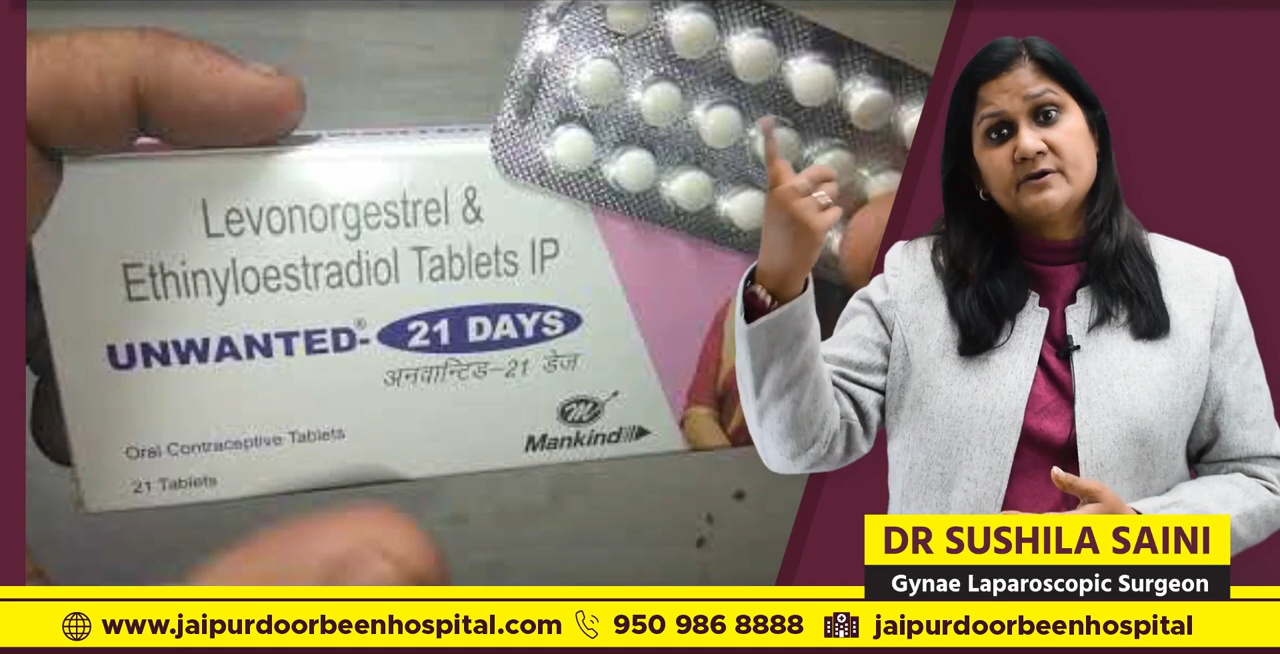 Levonorgestrel &
Ethinyloestradiol Tablets IP
UNWANTED®- 21 DAYS
अनवान्टिड-21 डेज
Mankind
Oral Contraceptive Tablets
21 Tablets
DR SUSHILA SAINI
Gynae Laparoscopic Surgeon
www.jaipurdoorbeenhospital.com 950 986 8888 jaipurdoorbeenhospital